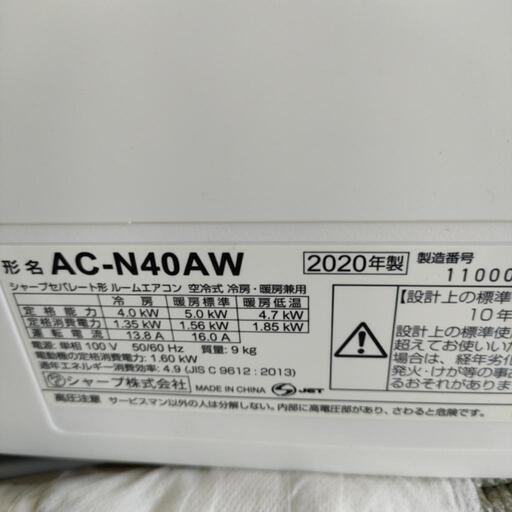 形名 AC-N40AW 2020年製 製造番号 11000
シャープセパレート形 ルームエアコン 空冷式 冷房・暖房兼用
冷房 暖房標準 暖房低温
定格能力 4.0 kW 5.0 kW 4.7 kW
定格消費電力 1.35 kW 1.56 kW 1.85 kW
運転電流 13.8 A 16.0 A
電源:単相 100 V 50/60 Hz 質量:9 kg
電動機の定格消費電力:1.60 kW
通年エネルギー消費効率:4.9 (JIS C 9612:2013)
シャープ株式会社 MADE IN CHINA JET
高圧注意 サービスマン以外の人は分解しない。内部に高電圧部があり、さわると危険です。
【設計上の標準
10年
設計上の標準使
超えてお使いいた
場合は、経年劣化
発火・けが等の事
るおそれがあります